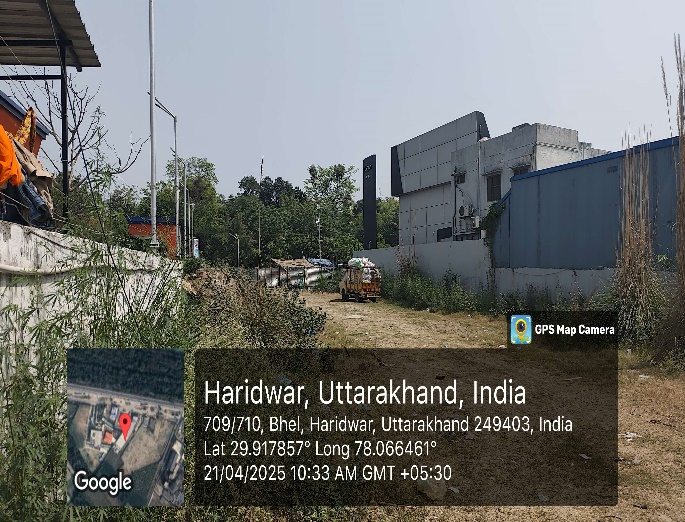 GPS Map Camera
Haridwar, Uttarakhand, India
709/710, Bhel, Haridwar, Uttarakhand 249403, India
Lat 29.917857° Long 78.066461°
21/04/2025 10:33 AM GMT +05:30
Google